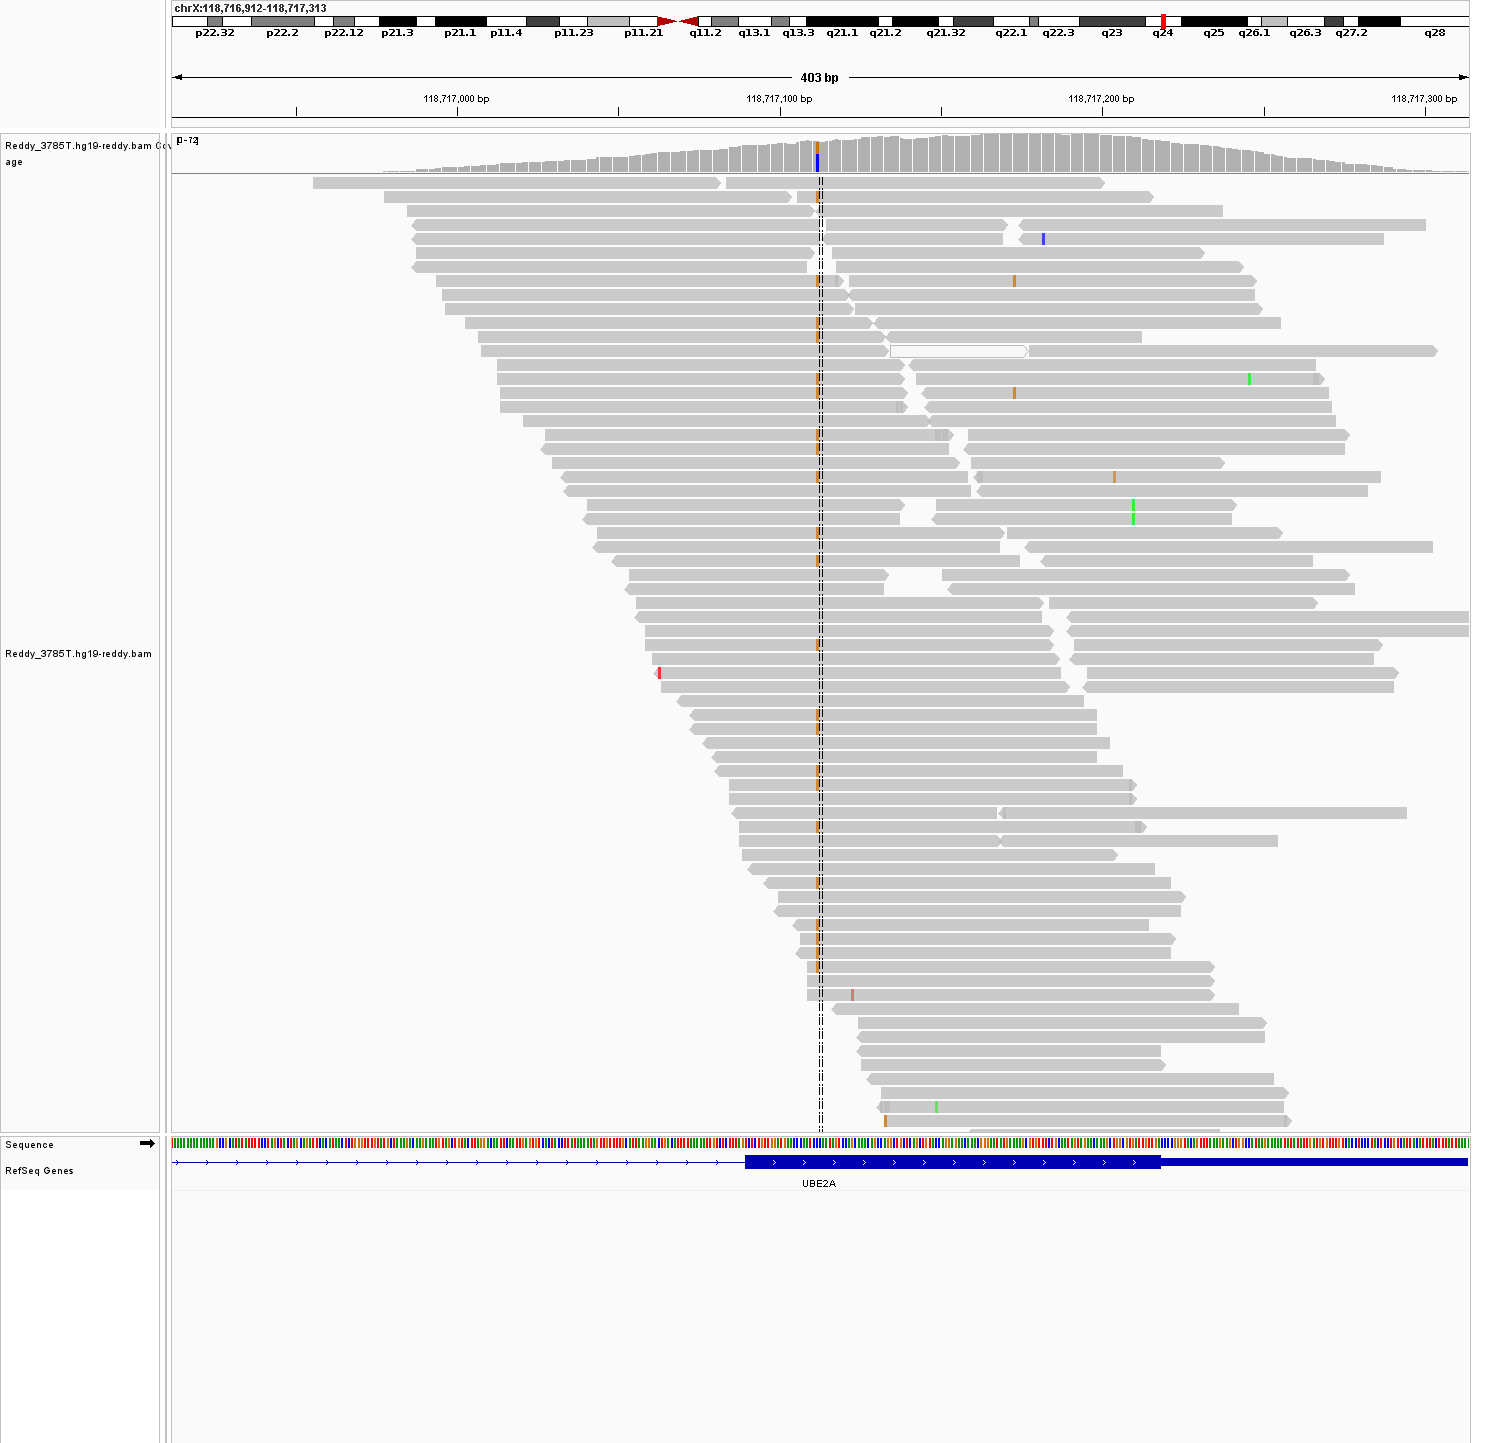 chrX:118,716,912-118,717,313
p22.32 p22.2 p22.12 p21.3 p21.1 p11.4 p11.23 p11.21 q11.2 q13.1 q13.3 q21.1 q21.2 q21.32 q22.1 q22.3 q23 q24 q25 q26.1 q26.3 q27.2 q28
403 bp
118,717,000 bp 118,717,100 bp 118,717,200 bp 118,717,300 bp
Reddy_3785T.hg19-reddy.bam Cov
age
[0-72]
Reddy_3785T.hg19-reddy.bam
Sequence
RefSeq Genes
UBE2A